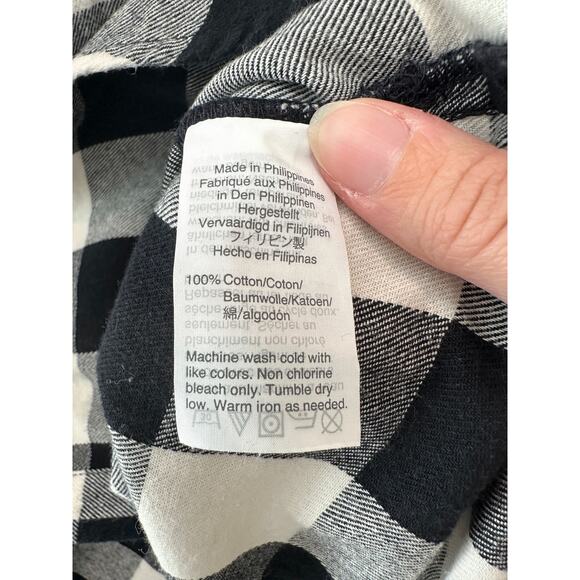 Made in Philippines
Fabriqué aux Philippines
in Den Philippinen
Hergestellt
Vervaardigd in Filipijnen
フィリピン製
Hecho en Filipinas
100% Cotton/Coton/
Baumwolle/Katoen/
綿/algodón
Machine wash cold with
like colors. Non chlorine
bleach only. Tumble dry
low. Warm iron as needed.